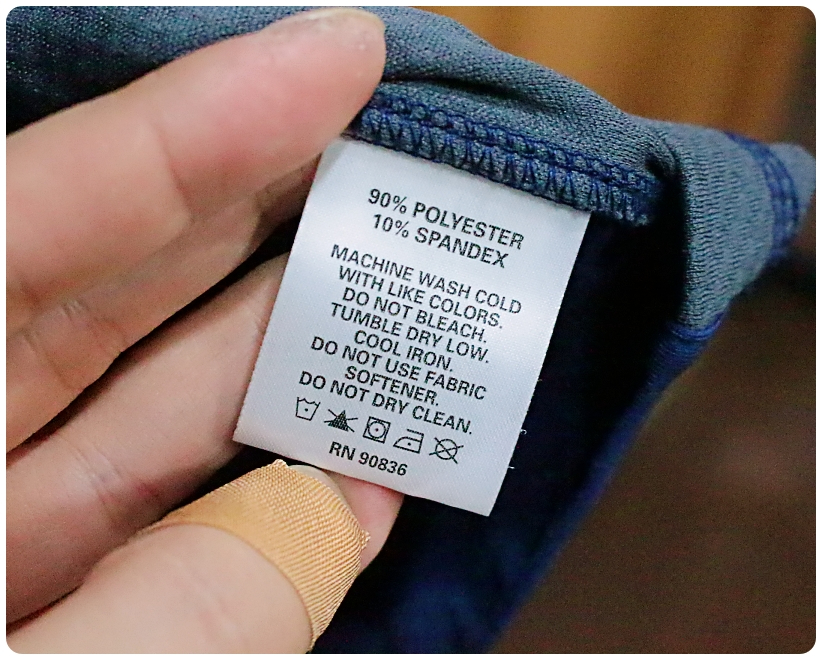 90% POLYESTER
10% SPANDEX
MACHINE WASH COLD
WITH LIKE COLORS.
DO NOT BLEACH.
TUMBLE DRY LOW.
COOL IRON.
DO NOT USE FABRIC
SOFTENER.
DO NOT DRY CLEAN.
RN 90836